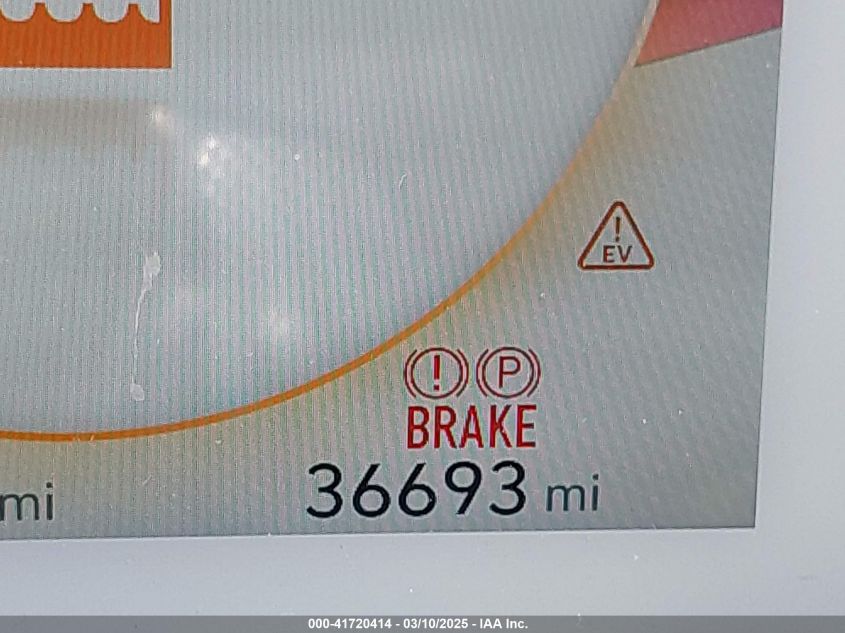 !
EV
! P
BRAKE
mi 36693 mi
000-41720414 - 03/10/2025 - IAA Inc.